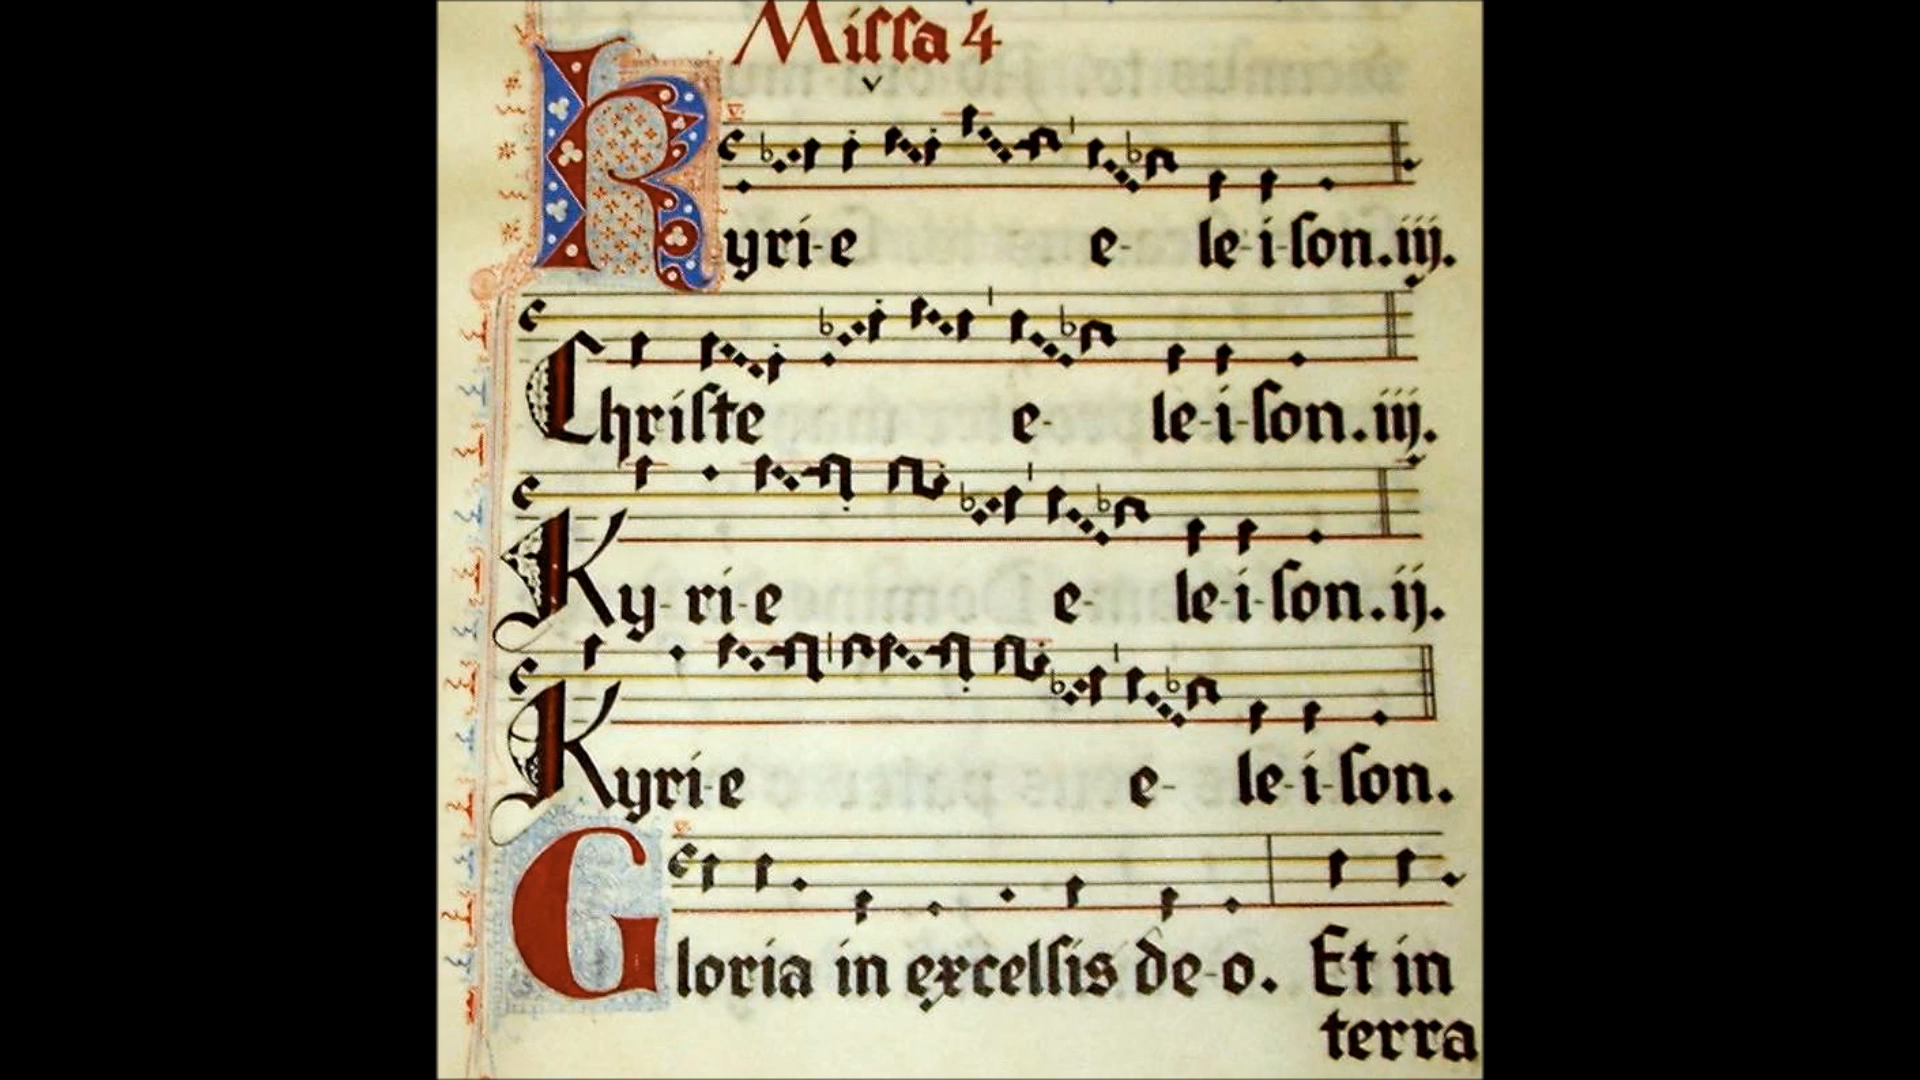 Miſſa 4
Kyri-e e- le-i-ſon.iij.
Chriſte e- le-i-ſon.iij.
Ky-ri-e e- le-i-ſon.ij.
Kyri-e e- le-i-ſon.
Gloria in excelſis de-o. Et in
terra